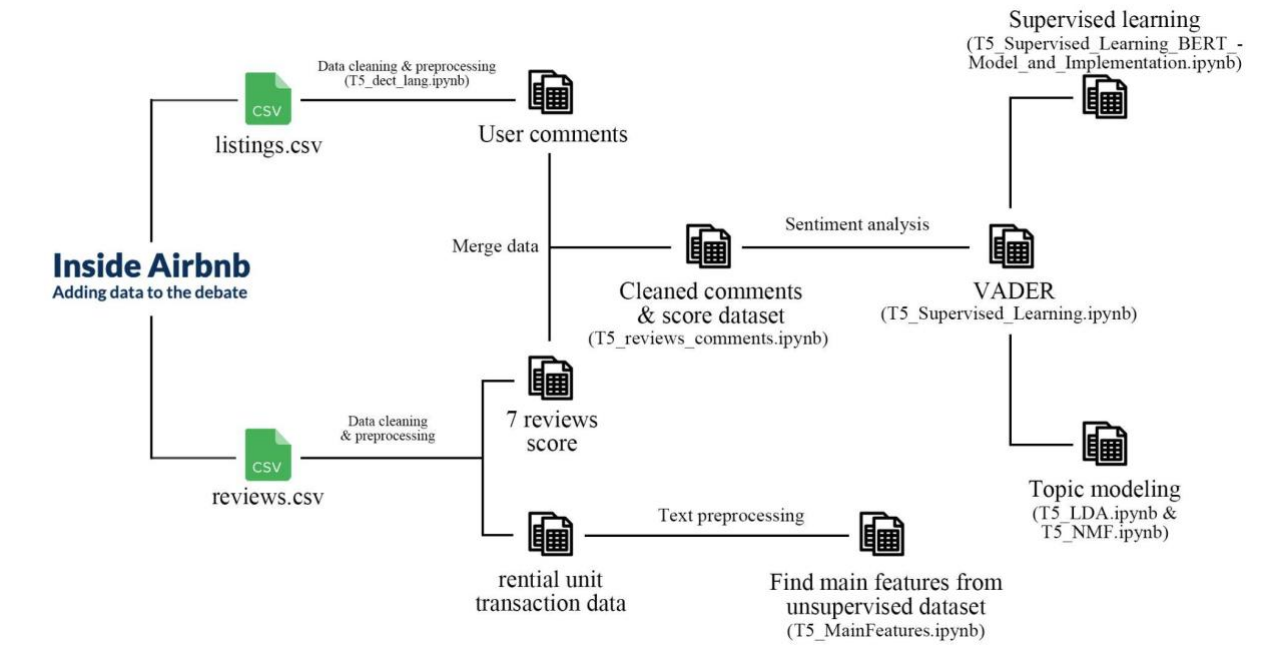 Supervised learning
(T5_Supervised_Learning_BERT_-
Model_and_Implementation.ipynb)
Data cleaning & preprocessing
(T5_dect_lang.ipynb)
CSV
listings.csv
User comments
Merge data
Sentiment analysis
Inside Airbnb
Adding data to the debate
Cleaned comments
& score dataset
(T5_reviews_comments.ipynb)
VADER
(T5_Supervised_Learning.ipynb)
Data cleaning
& preprocessing
7 reviews
score
CSV
reviews.csv
Topic modeling
(T5_LDA.ipynb &
T5_NMF.ipynb)
Text preprocessing
rential unit
transaction data
Find main features from
unsupervised dataset
(T5_MainFeatures.ipynb)